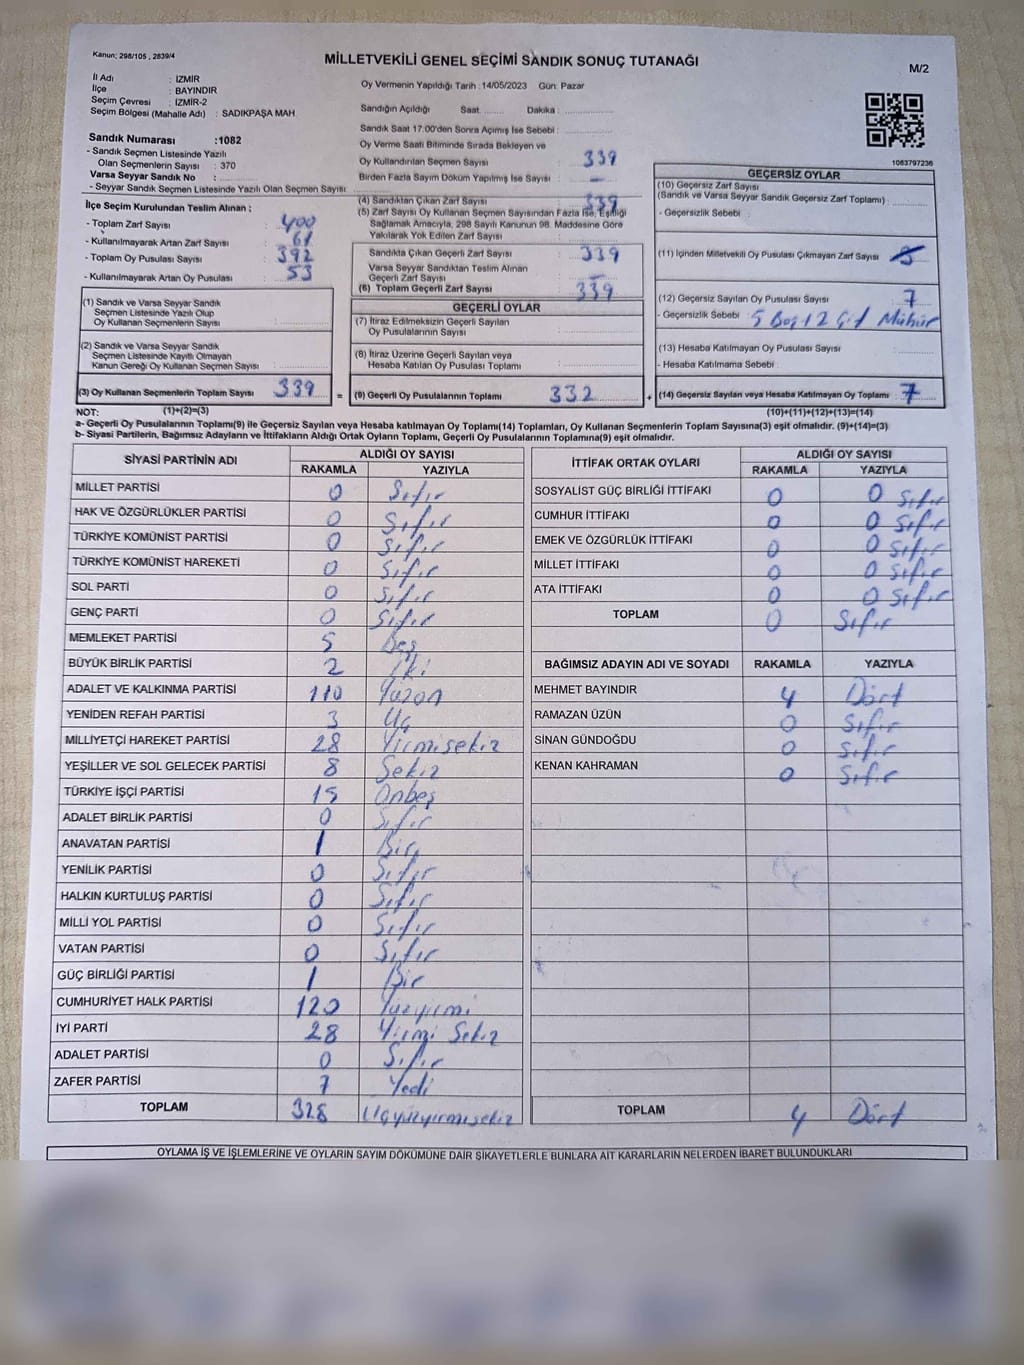 Kanun; 298/105 , 2839/4
MİLLETVEKİLİ GENEL SEÇİMİ SANDIK SONUÇ TUTANAĞI
M/2
İl Adı : İZMİR
İlçe : BAYINDIR
Seçim Çevresi : İZMİR-2
Seçim Bölgesi (Mahalle Adı) : SADIKPAŞA MAH
Oy Vermenin Yapıldığı Tarih : 14/05/2023 Gün: Pazar
Sandığın Açıldığı Saat...... Dakika :
Sandık Saat 17:00'den Sonra Açımış İse Sebebi :
Oy Verme Saati Bitiminde Sırada Bekleyen ve
Oy Kullandırılan Seçmen Sayısı 339
Birden Fazla Sayım Döküm Yapılmış İse Sayısı : —
Sandık Numarası :1082
- Sandık Seçmen Listesinde Yazılı
Olan Seçmenlerin Sayısı : 370
Varsa Seyyar Sandık No :
- Seyyar Sandık Seçmen Listesinde Yazılı Olan Seçmen Sayısı :
İlçe Seçim Kurulundan Teslim Alınan ;
- Toplam Zarf Sayısı : 400
- Kullanılmayarak Artan Zarf Sayısı : 61
- Toplam Oy Pusulası Sayısı : 392
- Kullanılmayarak Artan Oy Pusulası : 53
(4) Sandıktan Çıkan Zarf Sayısı : 339
(5) Zarf Sayısı Oy Kullanan Seçmen Sayısından Fazla İse, Eşitliği
Sağlamak Amacıyla, 298 Sayılı Kanunun 98. Maddesine Göre
Yakılarak Yok Edilen Zarf Sayısı :
Sandıkta Çıkan Geçerli Zarf Sayısı : 339
Varsa Seyyar Sandıktan Teslim Alınan
Geçerli Zarf Sayısı : —
(6) Toplam Geçerli Zarf Sayısı : 339
1063797236
GEÇERSİZ OYLAR
(10) Geçersiz Zarf Sayısı
(Sandık ve Varsa Seyyar Sandık Geçersiz Zarf Toplamı) :
- Geçersizlik Sebebi :
(11) İçinden Milletvekili Oy Pusulası Çıkmayan Zarf Sayısı :
(12) Geçersiz Sayılan Oy Pusulası Sayısı : 7
- Geçersizlik Sebebi : 5 Boş 12 Çift Mühür
(13) Hesaba Katılmayan Oy Pusulası Sayısı :
- Hesaba Katılmama Sebebi :
(14) Geçersiz Sayılan veya Hesaba Katılmayan Oy Toplamı : 7
(1) Sandık ve Varsa Seyyar Sandık
Seçmen Listesinde Yazılı Olup
Oy Kullanan Seçmenlerin Sayısı :
(2) Sandık ve Varsa Seyyar Sandık
Seçmen Listesinde Kayıtlı Olmayan
Kanun Gereği Oy Kullanan Seçmen Sayısı :
(3) Oy Kullanan Seçmenlerin Toplam Sayısı : 339 =
GEÇERLİ OYLAR
(7) İtiraz Edilmeksizin Geçerli Sayılan
Oy Pusulalarının Sayısı :
(8) İtiraz Üzerine Geçerli Sayılan veya
Hesaba Katılan Oy Pusulası Toplamı :
(9) Geçerli Oy Pusulalarının Toplamı : 332 +
NOT: (1)+(2)=(3) (10)+(11)+(12)+(13)=(14)
a- Geçerli Oy Pusulalarının Toplamı(9) ile Geçersiz Sayılan veya Hesaba katılmayan Oy Toplamı(14) Toplamları, Oy Kullanan Seçmenlerin Toplam Sayısına(3) eşit olmalıdır. (9)+(14)=(3)
b- Siyasi Partilerin, Bağımsız Adayların ve İttifakların Aldığı Ortak Oyların Toplamı, Geçerli Oy Pusulalarının Toplamına(9) eşit olmalıdır.
SİYASİ PARTİNİN ADI ALDIĞI OY SAYISI
RAKAMLA YAZIYLA
MİLLET PARTİSİ 0 Sıfır
HAK VE ÖZGÜRLÜKLER PARTİSİ 0 Sıfır
TÜRKİYE KOMÜNİST PARTİSİ 0 Sıfır
TÜRKİYE KOMÜNİST HAREKETİ 0 Sıfır
SOL PARTİ 0 Sıfır
GENÇ PARTİ 0 Sıfır
MEMLEKET PARTİSİ 5 Beş
BÜYÜK BİRLİK PARTİSİ 2 İki
ADALET VE KALKINMA PARTİSİ 110 Yüzon
YENİDEN REFAH PARTİSİ 3 Üç
MİLLİYETÇİ HAREKET PARTİSİ 28 Yirmisekiz
YEŞİLLER VE SOL GELECEK PARTİSİ 8 Sekiz
TÜRKİYE İŞÇİ PARTİSİ 15 Onbeş
ADALET BİRLİK PARTİSİ 0 Sıfır
ANAVATAN PARTİSİ 1 Bir
YENİLİK PARTİSİ 0 Sıfır
HALKIN KURTULUŞ PARTİSİ 0 Sıfır
MİLLİ YOL PARTİSİ 0 Sıfır
VATAN PARTİSİ 0 Sıfır
GÜÇ BİRLİĞİ PARTİSİ 1 Bir
CUMHURİYET HALK PARTİSİ 120 Yüzyirmi
İYİ PARTİ 28 Yirmi Sekiz
ADALET PARTİSİ 0 Sıfır
ZAFER PARTİSİ 7 Yedi
TOPLAM 328 Üçyüzyirmisekiz
İTTİFAK ORTAK OYLARI ALDIĞI OY SAYISI
RAKAMLA YAZIYLA
SOSYALİST GÜÇ BİRLİĞİ İTTİFAKI 0 0 Sıfır
CUMHUR İTTİFAKI 0 0 Sıfır
EMEK VE ÖZGÜRLÜK İTTİFAKI 0 0 Sıfır
MİLLET İTTİFAKI 0 0 Sıfır
ATA İTTİFAKI 0 0 Sıfır
TOPLAM 0 Sıfır
BAĞIMSIZ ADAYIN ADI VE SOYADI RAKAMLA YAZIYLA
MEHMET BAYINDIR 4 Dört
RAMAZAN ÜZÜN 0 Sıfır
SİNAN GÜNDOĞDU 0 Sıfır
KENAN KAHRAMAN 0 Sıfır
TOPLAM 4 Dört
OYLAMA İŞ VE İŞLEMLERİNE VE OYLARIN SAYIM DÖKÜMÜNE DAİR ŞİKAYETLERLE BUNLARA AİT KARARLARIN NELERDEN İBARET BULUNDUKLARI